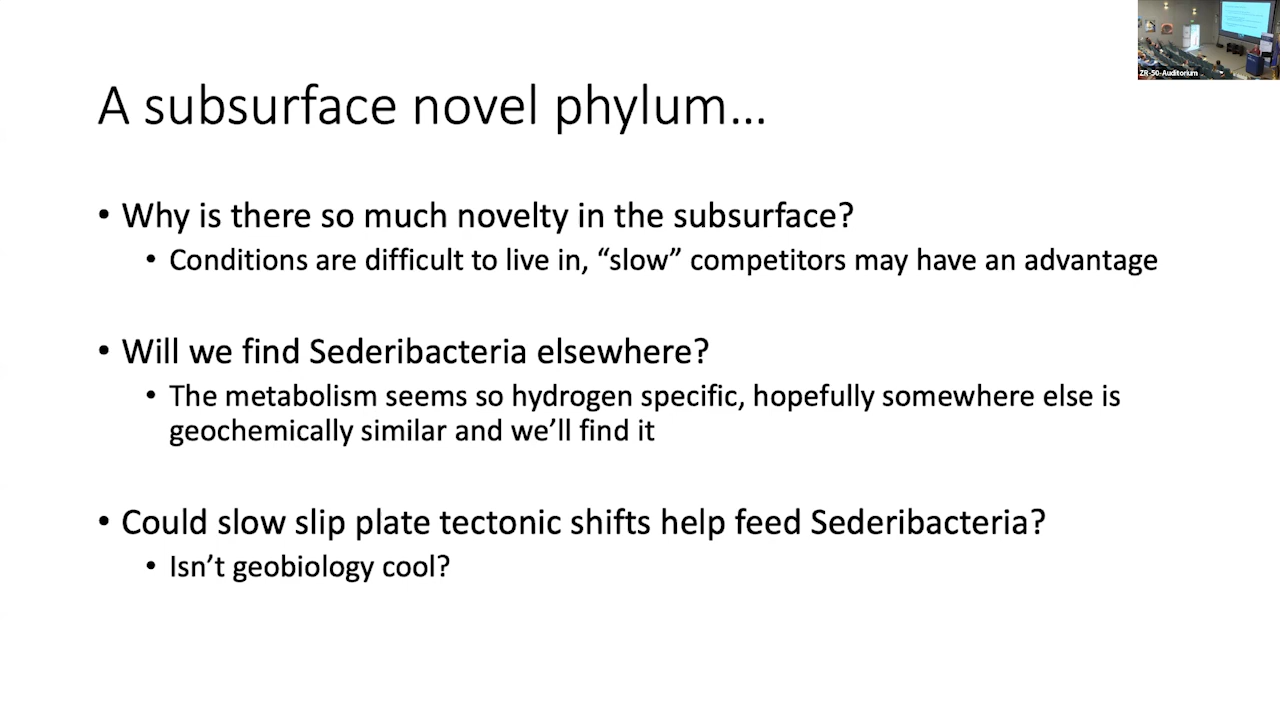 ZR-50-Auditorium
A subsurface novel phylum...
• Why is there so much novelty in the subsurface?
• Conditions are difficult to live in, “slow” competitors may have an advantage
• Will we find Sederibacteria elsewhere?
• The metabolism seems so hydrogen specific, hopefully somewhere else is
geochemically similar and we’ll find it
• Could slow slip plate tectonic shifts help feed Sederibacteria?
• Isn’t geobiology cool?